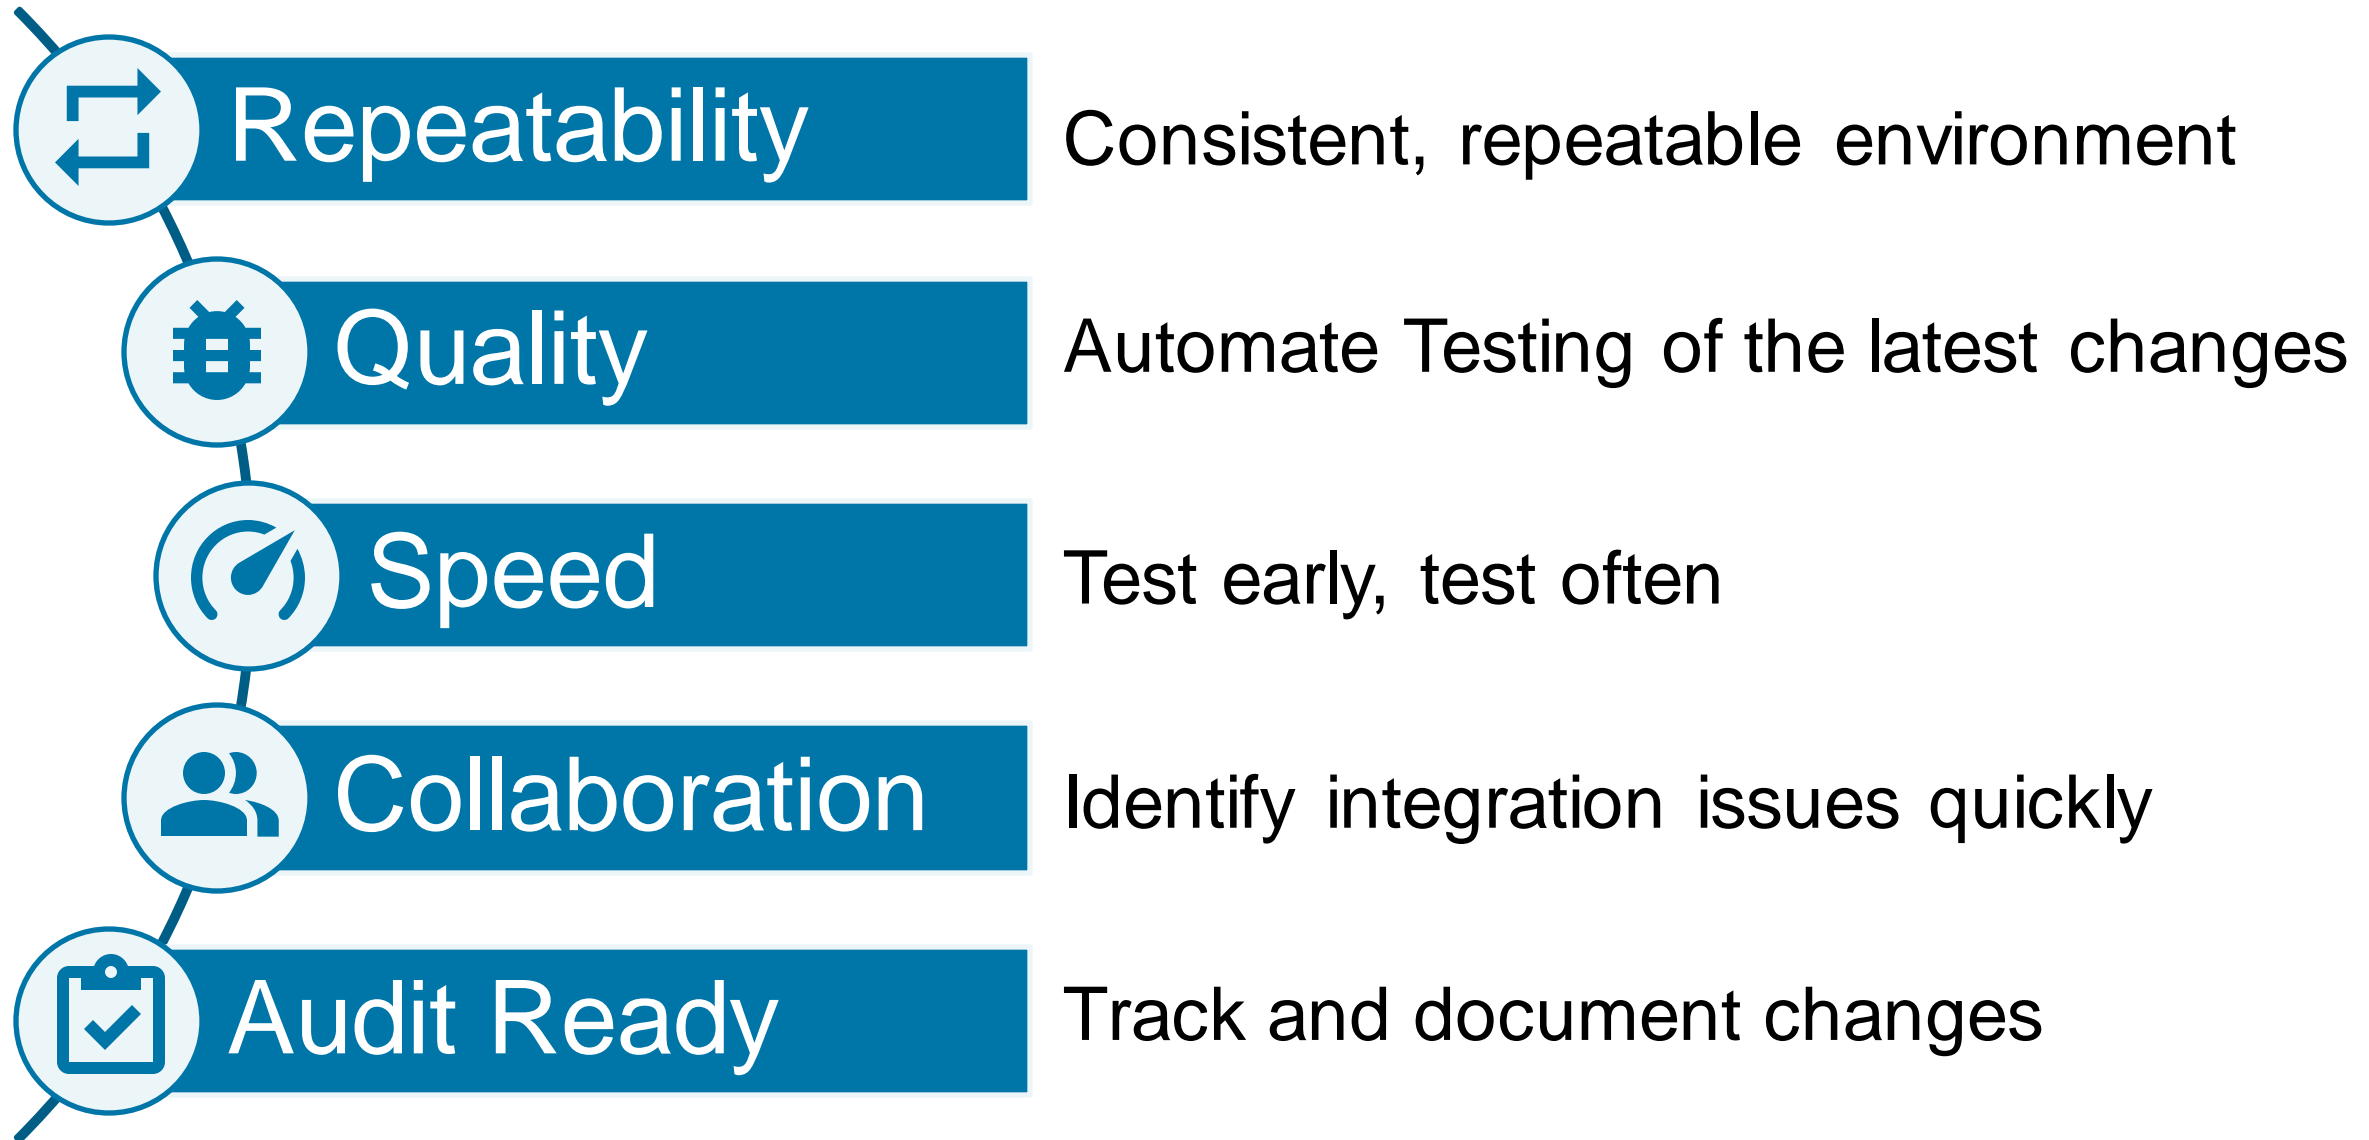 Repeatability
Consistent, repeatable environment
Quality
Automate Testing of the latest changes
Speed
Test early, test often
Collaboration
Identify integration issues quickly
Audit Ready
Track and document changes